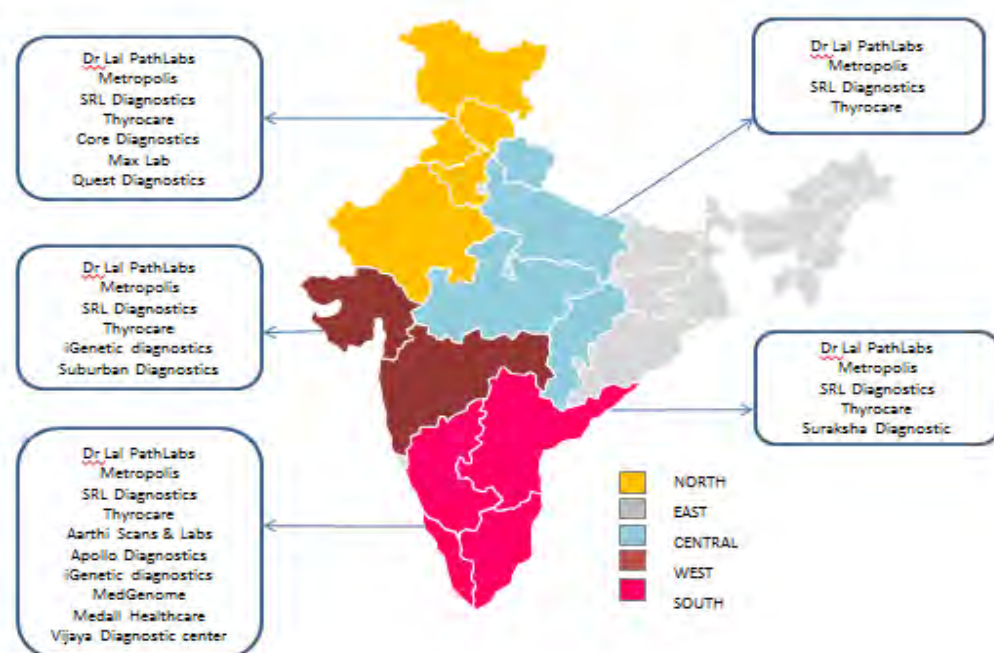 Dr Lal PathLabs
Metropolis
SRL Diagnostics
Thyrocare
Core Diagnostics
Max Lab
Quest Diagnostics
Dr Lal PathLabs
Metropolis
SRL Diagnostics
Thyrocare
Dr Lal PathLabs
Metropolis
SRL Diagnostics
Thyrocare
iGenetic diagnostics
Suburban Diagnostics
Dr Lal PathLabs
Metropolis
SRL Diagnostics
Thyrocare
Suraksha Diagnostic
Dr Lal PathLabs
Metropolis
SRL Diagnostics
Thyrocare
Aarthi Scans & Labs
Apollo Diagnostics
iGenetic diagnostics
MedGenome
Medall Healthcare
Vijaya Diagnostic center
NORTH
EAST
CENTRAL
WEST
SOUTH